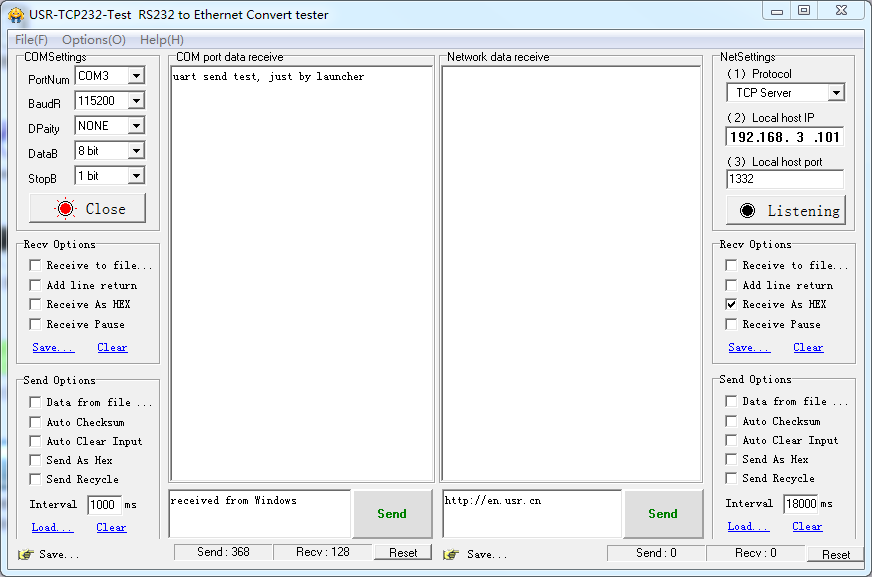 USR-TCP232-Test RS232 to Ethernet Convert tester
File(F) Options(O) Help(H)
COMSettings
PortNum COM3
BaudR 115200
DPaity NONE
DataB 8 bit
StopB 1 bit
Close
Recv Options
Receive to file...
Add line return
Receive As HEX
Receive Pause
Save... Clear
Send Options
Data from file ...
Auto Checksum
Auto Clear Input
Send As Hex
Send Recycle
Interval 1000 ms
Load... Clear
Save...
COM port data receive
uart send test, just by launcher
received from Windows
Send
Send : 368 Recv : 128 Reset
Network data receive
http://en.usr.cn
Send
Save... Send : 0 Recv : 0 Reset
NetSettings
(1) Protocol
TCP Server
(2) Local host IP
192.168. 3 .101
(3) Local host port
1332
Listening
Recv Options
Receive to file...
Add line return
Receive As HEX
Receive Pause
Save... Clear
Send Options
Data from file ...
Auto Checksum
Auto Clear Input
Send As Hex
Send Recycle
Interval 18000 ms
Load... Clear